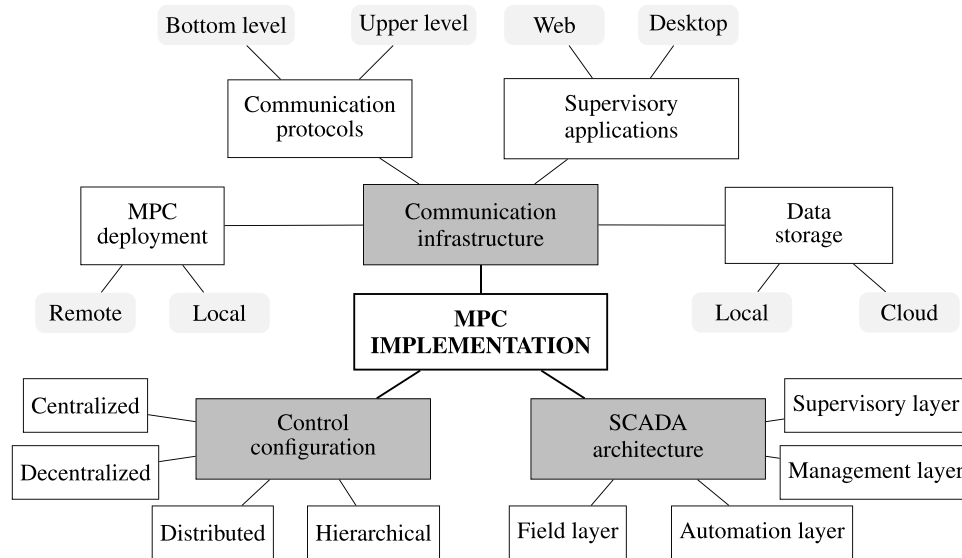 Bottom level
Upper level
Web
Desktop
Communication
protocols
Supervisory
applications
MPC
deployment
Communication
infrastructure
Data
storage
Remote
Local
Local
Cloud
MPC
IMPLEMENTATION
Centralized
Control
configuration
SCADA
architecture
Supervisory layer
Decentralized
Management layer
Distributed
Hierarchical
Field layer
Automation layer